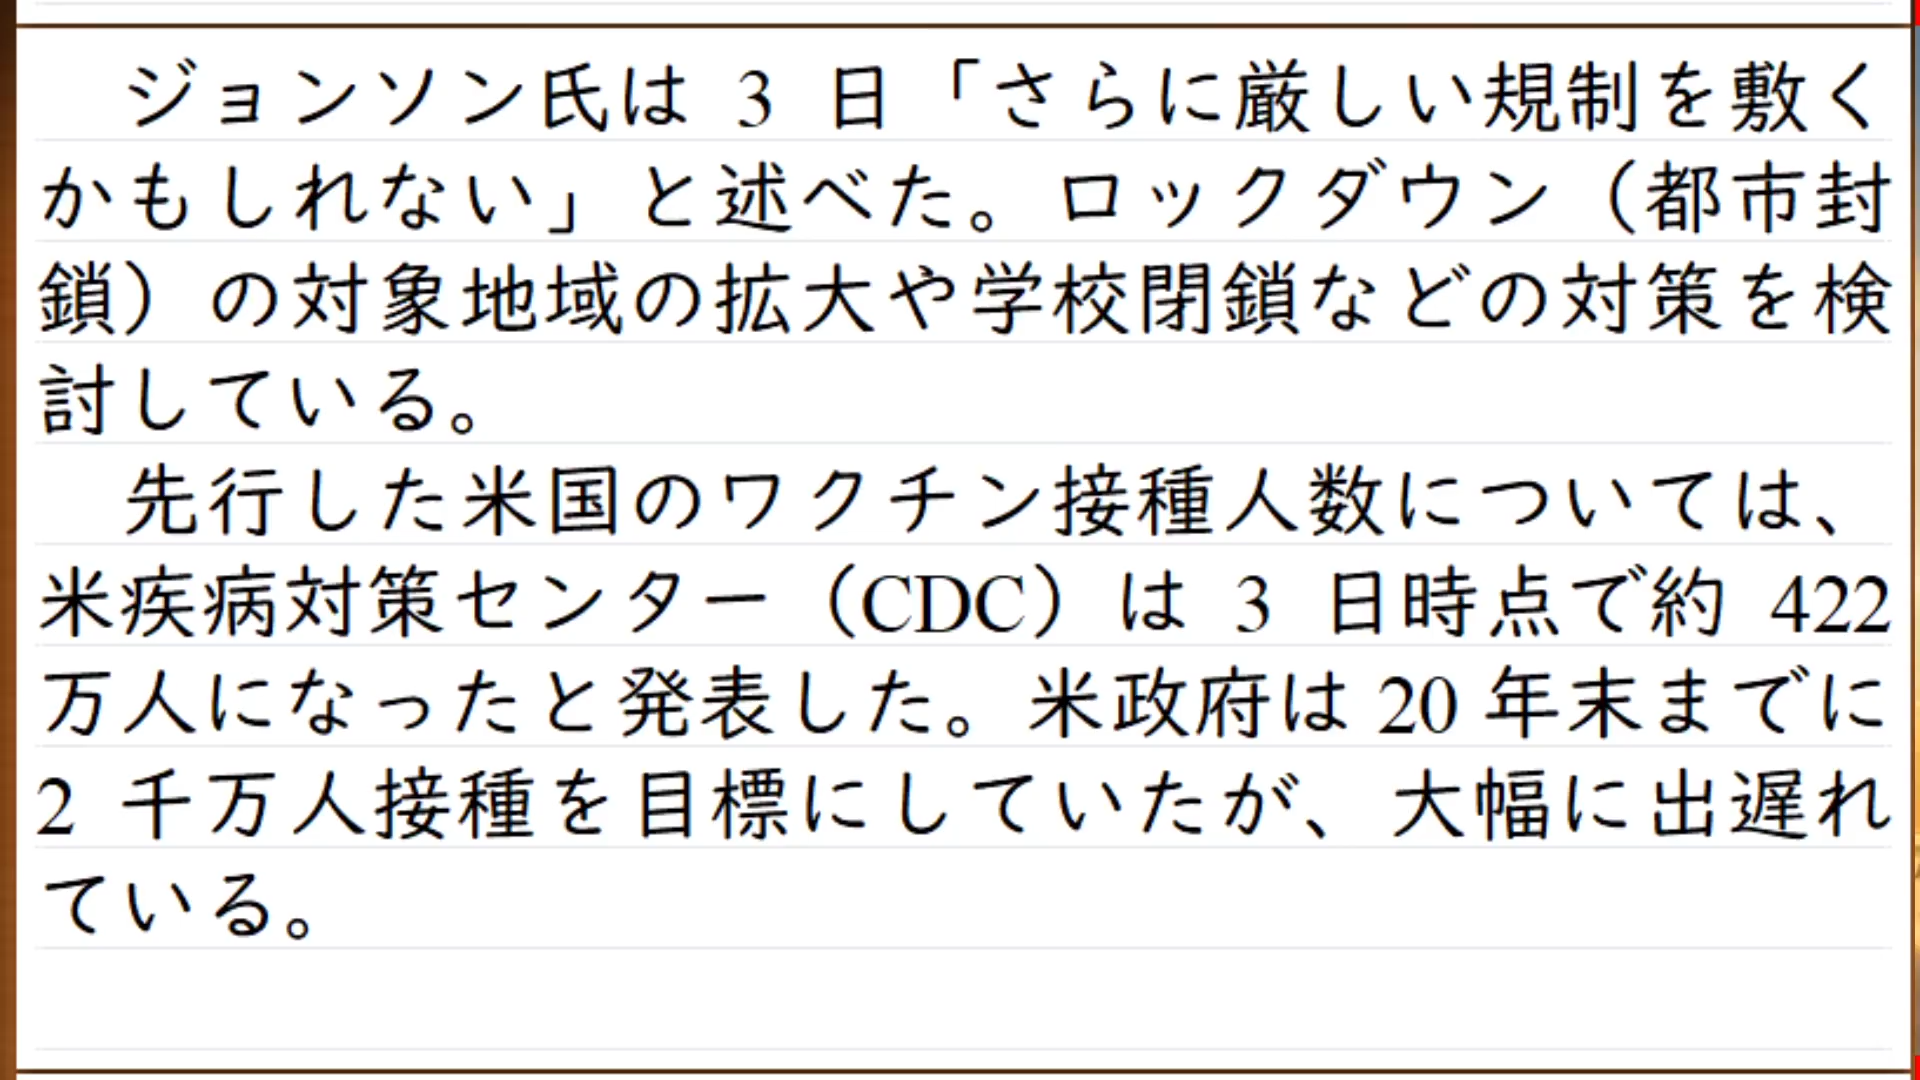 ジョンソン氏は 3 日「さらに厳しい規制を敷く
かもしれない」と述べた。ロックダウン（都市封
鎖）の対象地域の拡大や学校閉鎖などの対策を検
討している。
先行した米国のワクチン接種人数については、
米疾病対策センター（CDC）は 3 日時点で約 422
万人になったと発表した。米政府は 20 年末までに
2 千万人接種を目標にしていたが、大幅に出遅れ
ている。